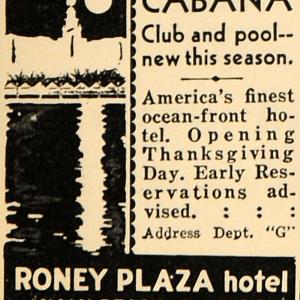 CABANA
Club and pool--
new this season.
America's finest
ocean-front ho-
tel. Opening
Thanksgiving
Day. Early Res-
ervations ad-
vised. : : :
Address Dept. "G"
RONEY PLAZA hotel